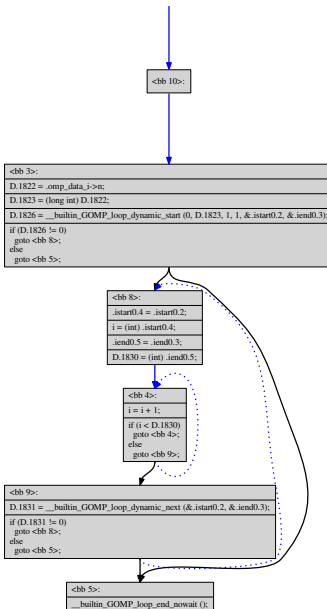 <bb 10>:
<bb 3>:
D.1822 = .omp_data_i->n;
D.1823 = (long int) D.1822;
D.1826 = __builtin_GOMP_loop_dynamic_start (0, D.1823, 1, 1, &.istart0.2, &.iend0.3);
if (D.1826 != 0)
goto <bb 8>;
else
goto <bb 5>;
<bb 8>:
.istart0.4 = .istart0.2;
i = (int) .istart0.4;
.iend0.5 = .iend0.3;
D.1830 = (int) .iend0.5;
<bb 4>:
i = i + 1;
if (i < D.1830)
goto <bb 4>;
else
goto <bb 9>;
<bb 9>:
D.1831 = __builtin_GOMP_loop_dynamic_next (&.istart0.2, &.iend0.3);
if (D.1831 != 0)
goto <bb 8>;
else
goto <bb 5>;
<bb 5>:
__builtin_GOMP_loop_end_nowait ();